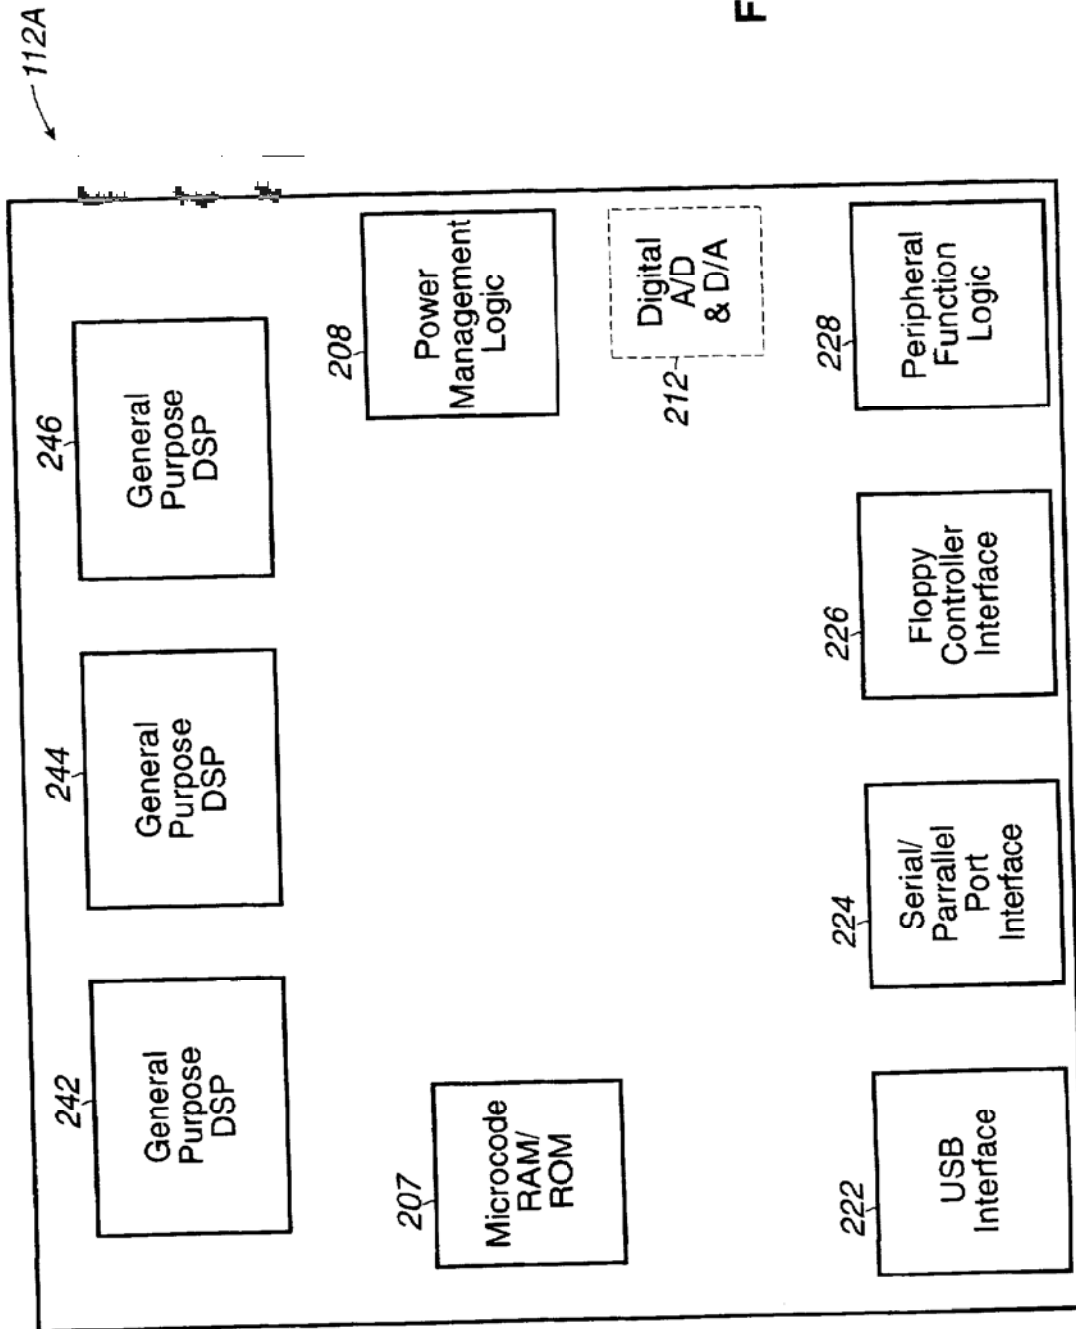 112A
242
General
Purpose
DSP
244
General
Purpose
DSP
246
General
Purpose
DSP
207
Microcode
RAM/
ROM
208
Power
Management
Logic
212
Digital
A/D
& D/A
222
USB
Interface
224
Serial/
Parrallel
Port
Interface
226
Floppy
Controller
Interface
228
Peripheral
Function
Logic
F